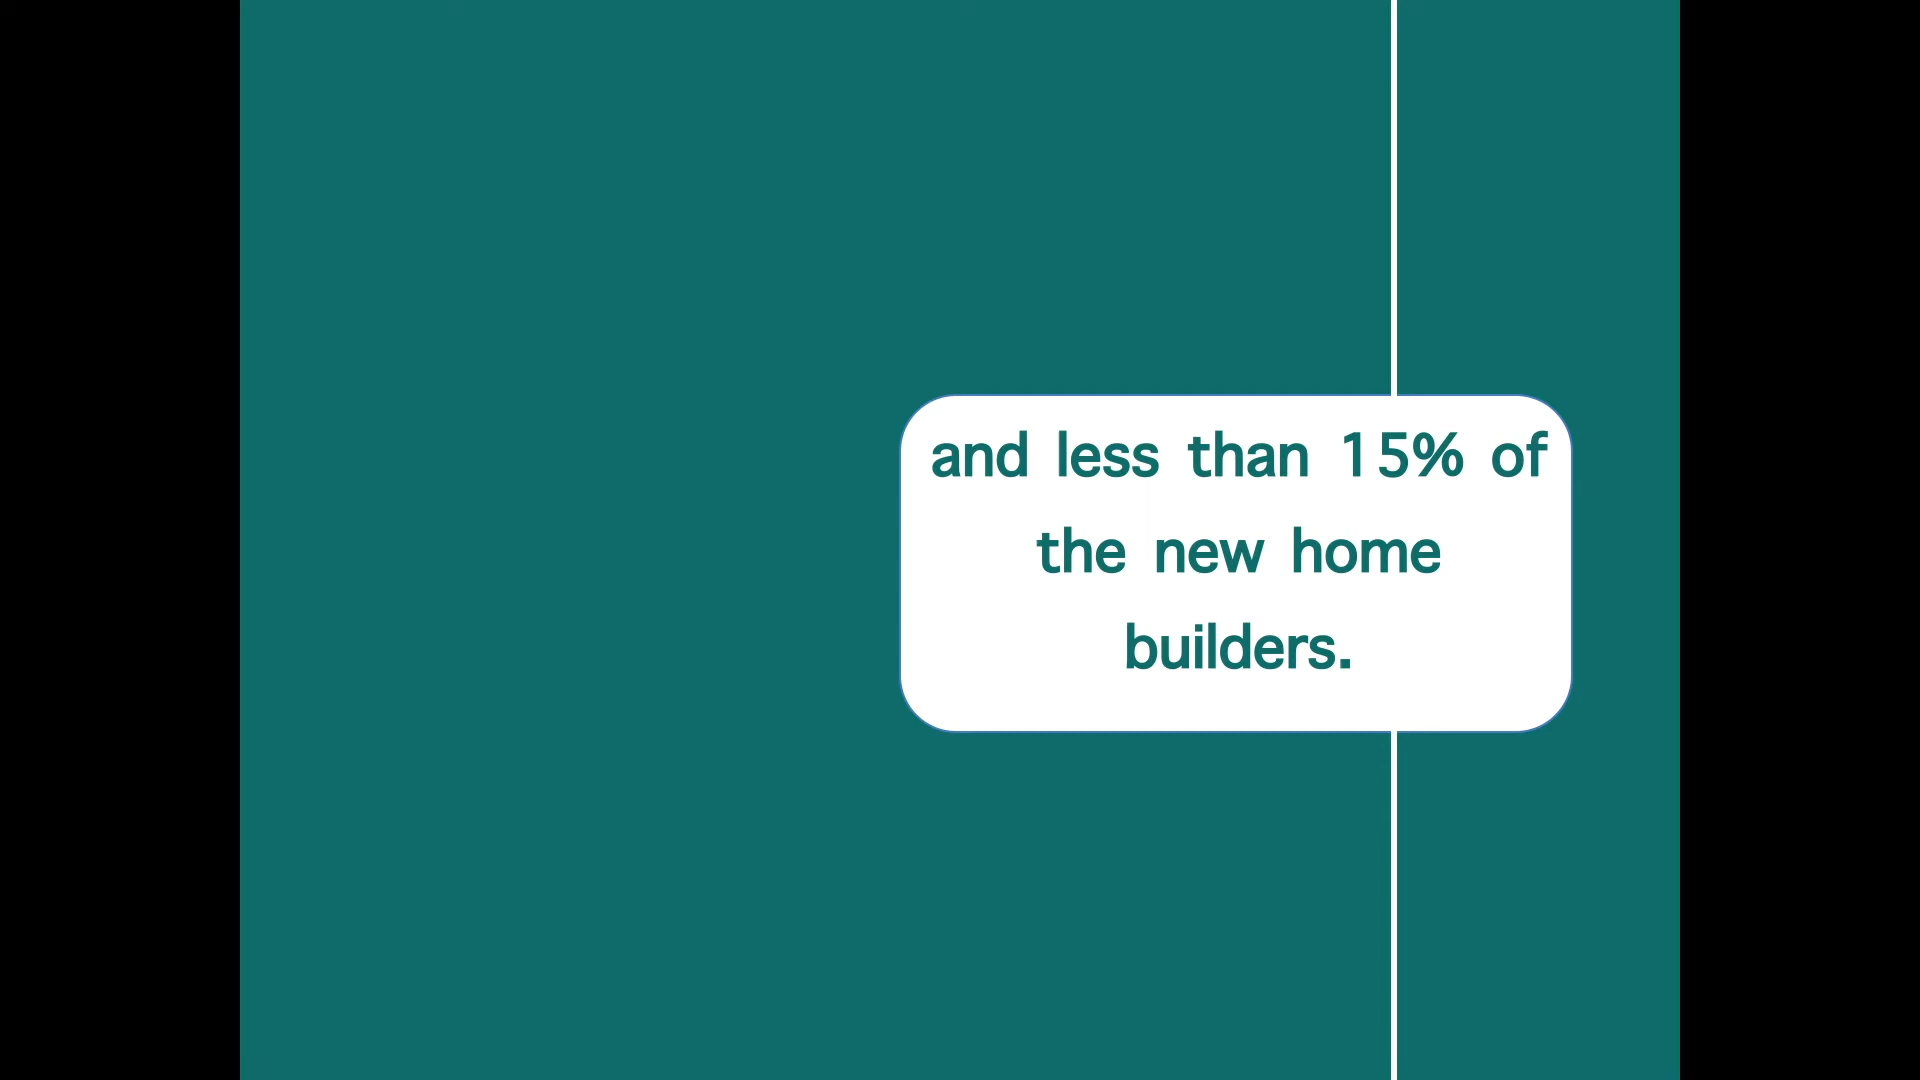 and less than 15% of
the new home
builders.